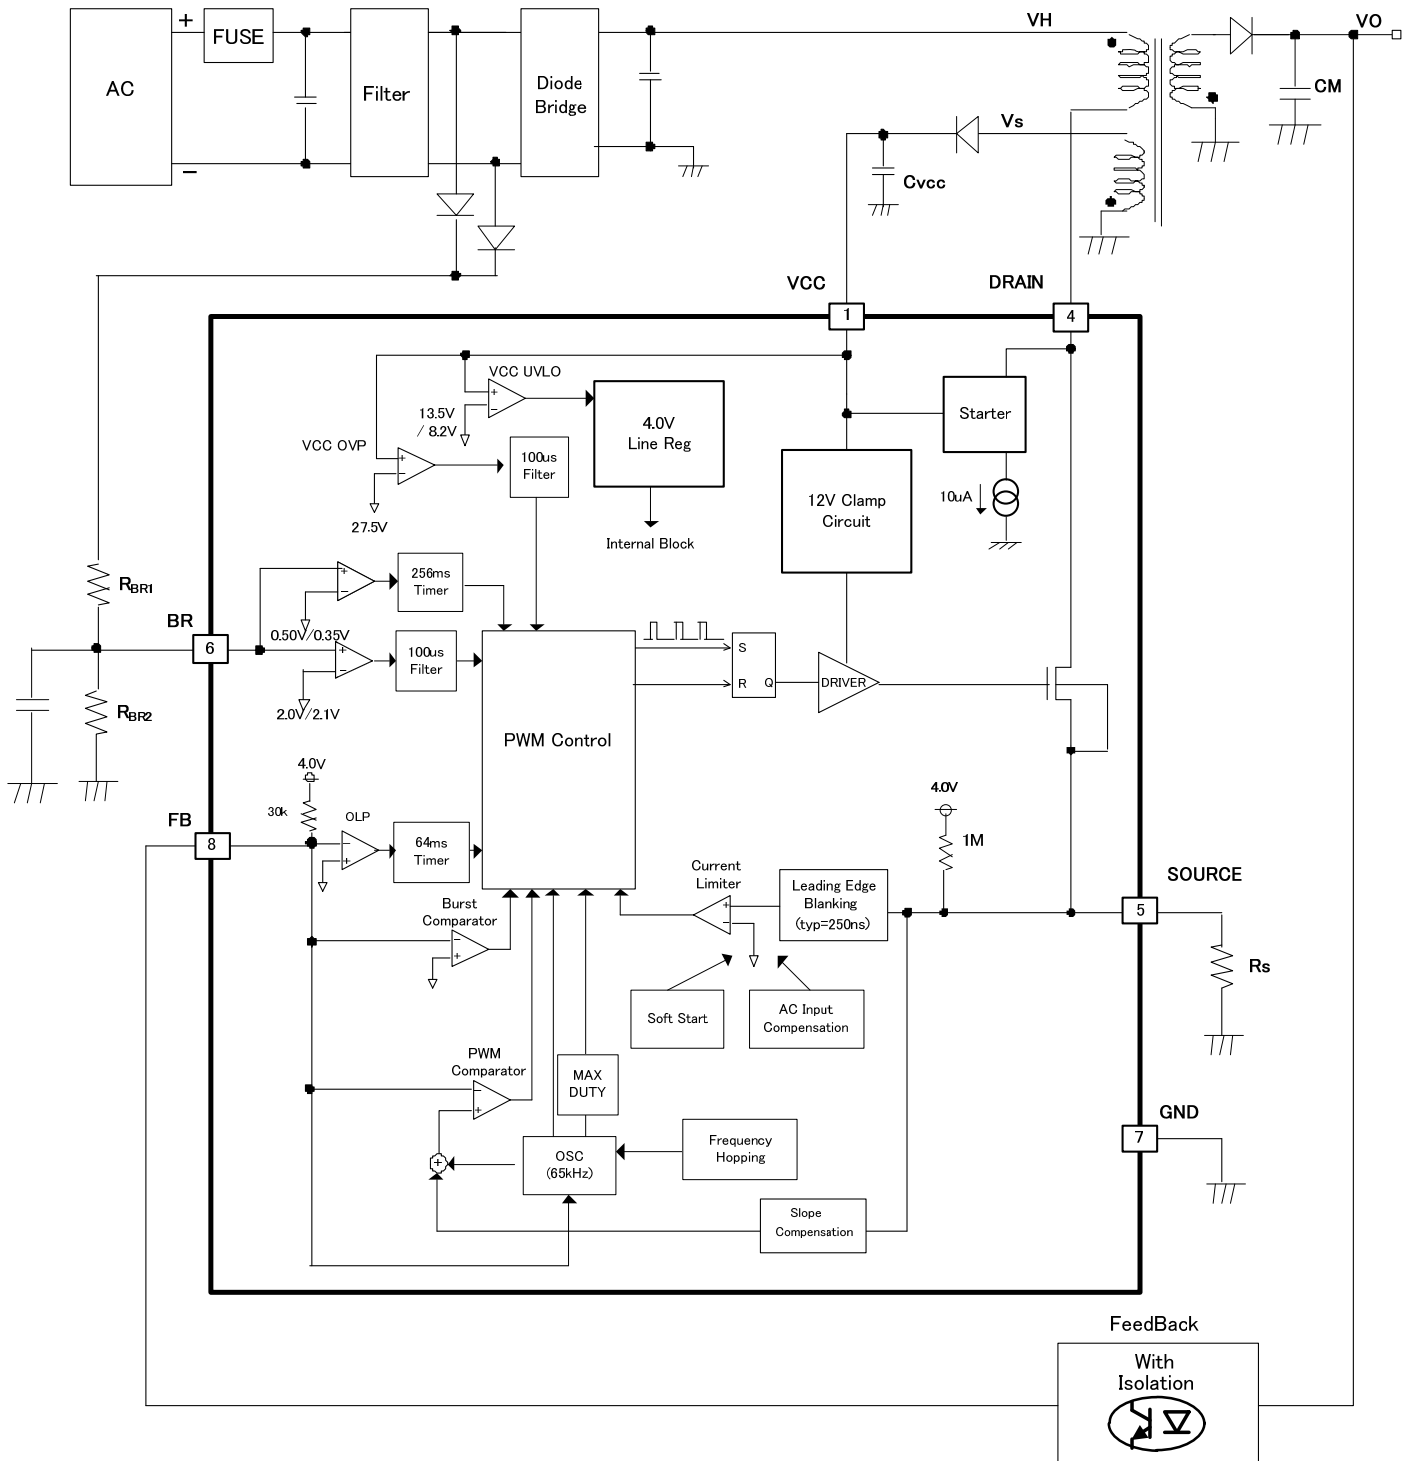 VH
VO
+
FUSE
AC
Filter
Diode
Bridge
CM
−
Vs
Cvcc
VCC
DRAIN
1
4
VCC UVLO
+
−
13.5V
/ 8.2V
4.0V
Line Reg
Starter
VCC OVP
+
−
100us
Filter
27.5V
12V Clamp
Circuit
10uA
Internal Block
RBR1
+
−
256ms
Timer
BR
6
0.50V/0.35V
+
−
100us
Filter
S
R
Q
DRIVER
RBR2
2.0V/2.1V
PWM Control
4.0V
30k
FB
8
OLP
−
+
64ms
Timer
4.0V
1M
Current
Limiter
+
−
Leading Edge
Blanking
(typ=250ns)
SOURCE
5
Burst
Comparator
−
+
Rs
Soft Start
AC Input
Compensation
PWM
Comparator
−
+
MAX
DUTY
GND
7
+
OSC
(65kHz)
Frequency
Hopping
Slope
Compensation
FeedBack
With
Isolation